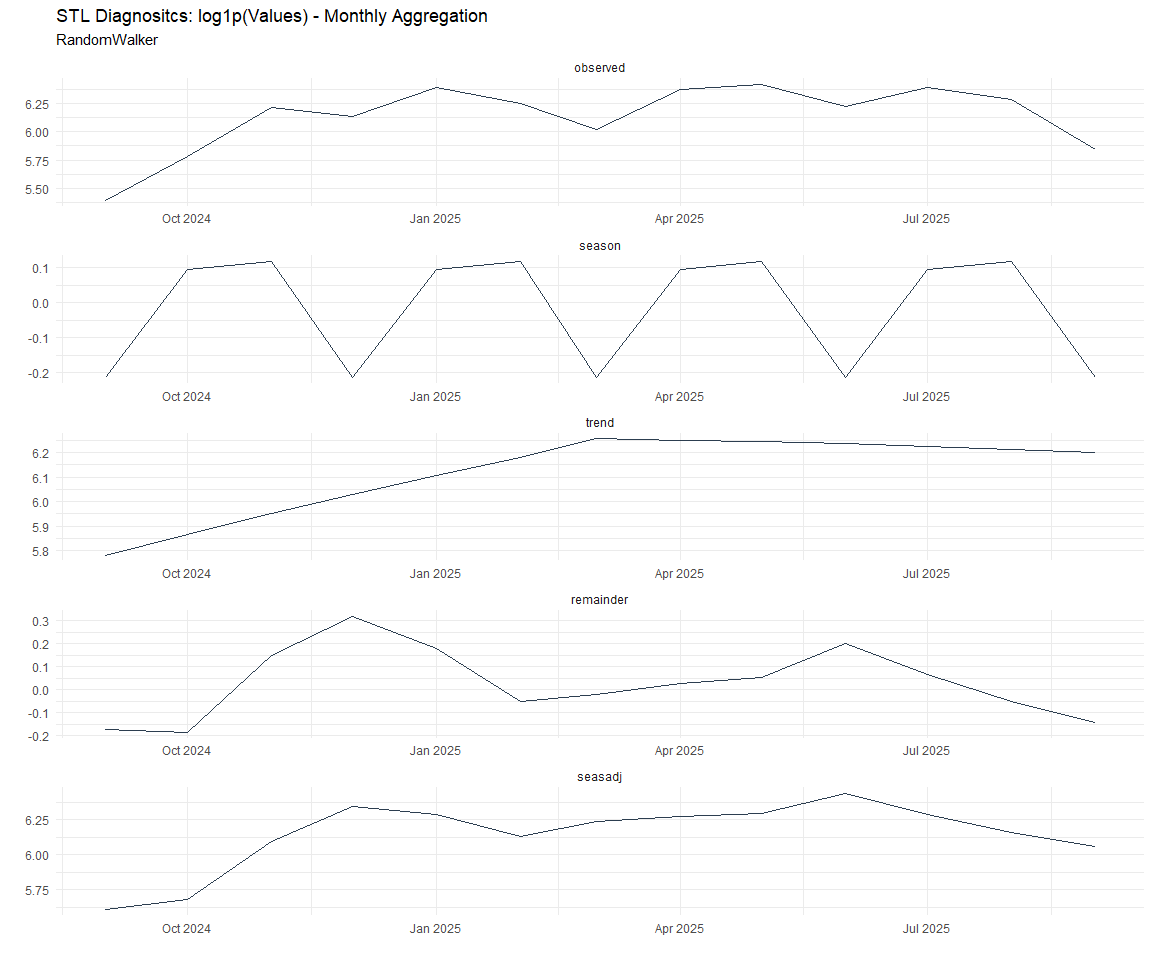 STL Diagnositcs: log1p(Values) - Monthly Aggregation
RandomWalker
observed
6.25
6.00
5.75
5.50
Oct 2024 Jan 2025 Apr 2025 Jul 2025
season
0.1
0.0
-0.1
-0.2
Oct 2024 Jan 2025 Apr 2025 Jul 2025
trend
6.2
6.1
6.0
5.9
5.8
Oct 2024 Jan 2025 Apr 2025 Jul 2025
remainder
0.3
0.2
0.1
0.0
-0.1
-0.2
Oct 2024 Jan 2025 Apr 2025 Jul 2025
seasadj
6.25
6.00
5.75
Oct 2024 Jan 2025 Apr 2025 Jul 2025